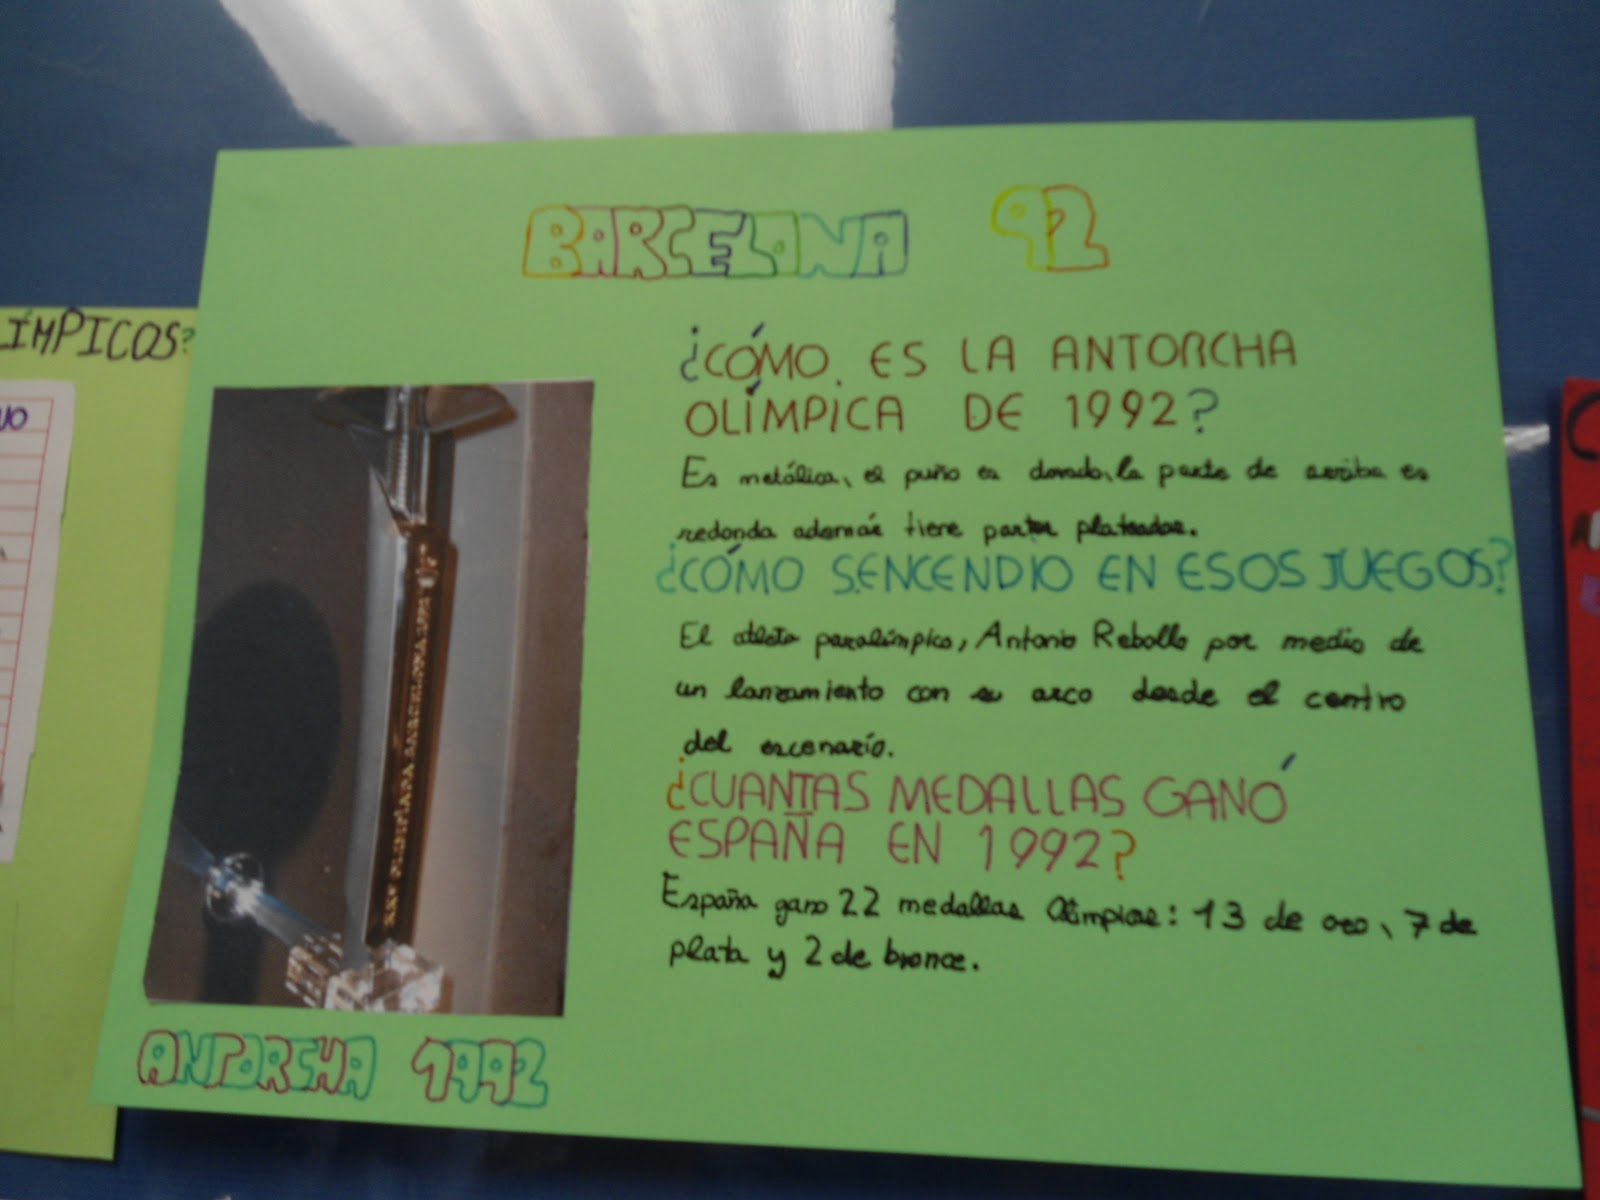 BARCELONA 92
¿CÓMO ES LA ANTORCHA
OLÍMPICA DE 1992?
Es metálica, el puño es dorado, la parte de arriba es
redonda además tiene partes plateadas.
¿CÓMO S.ENCENDIO EN ESOS JUEGOS?
El atleta paralímpico, Antonio Rebollo por medio de
un lanzamiento con su arco desde el centro
del escenario.
¿CUANTAS MEDALLAS GANÓ
ESPAÑA EN 1992?
España gano 22 medallas Olímpicas: 13 de oro, 7 de
plata y 2 de bronce.
ANTORCHA 1992
ÍMPICOS?